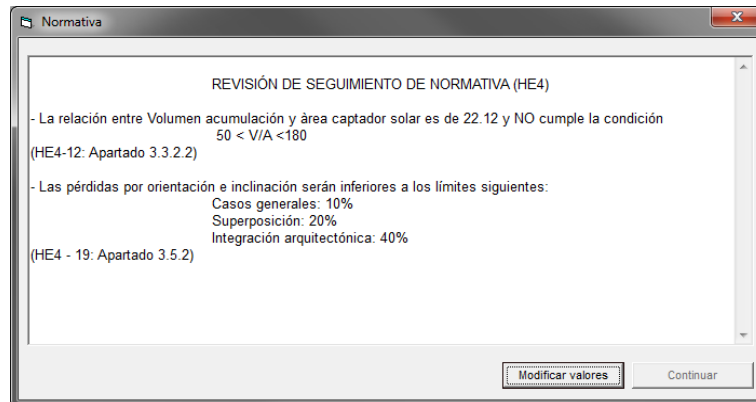 Normativa
REVISIÓN DE SEGUIMIENTO DE NORMATIVA (HE4)
- La relación entre Volumen acumulación y àrea captador solar es de 22.12 y NO cumple la condición
50 < V/A <180
(HE4-12: Apartado 3.3.2.2)
- Las pérdidas por orientación e inclinación serán inferiores a los límites siguientes:
Casos generales: 10%
Superposición: 20%
Integración arquitectónica: 40%
(HE4 - 19: Apartado 3.5.2)
Modificar valores
Continuar